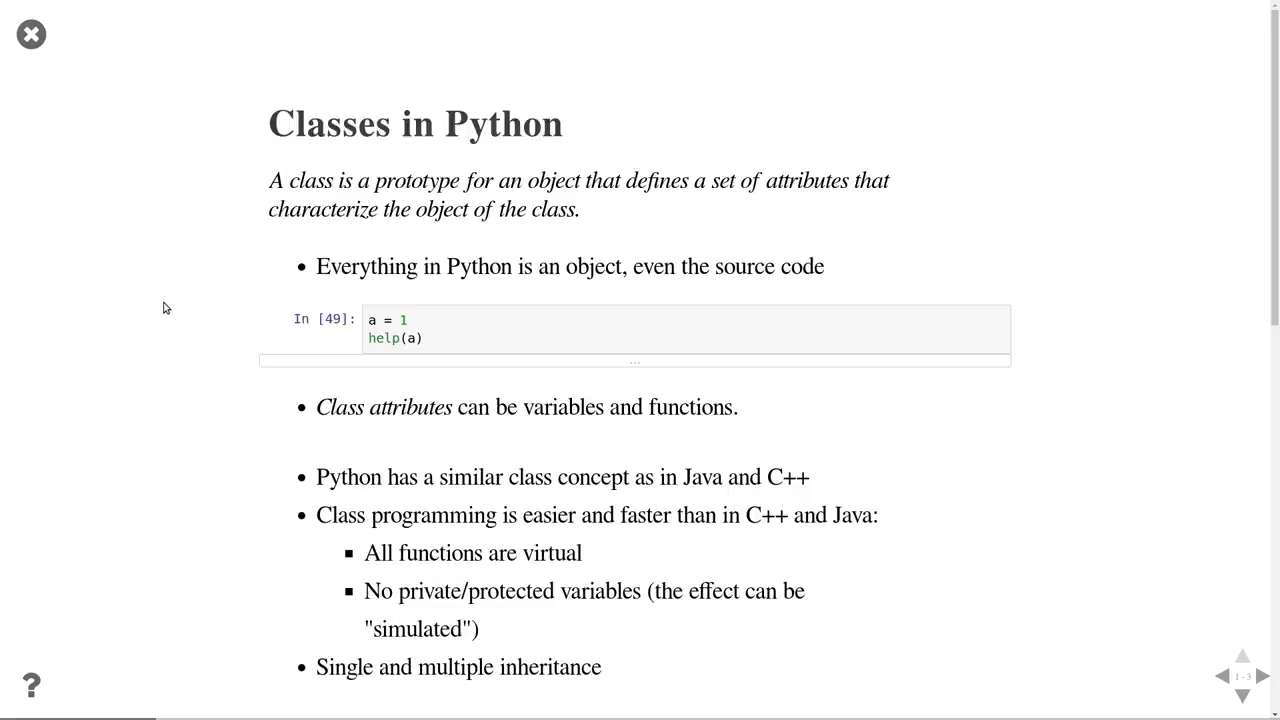 Classes in Python
A class is a prototype for an object that defines a set of attributes that
characterize the object of the class.
• Everything in Python is an object, even the source code
In [49]: a = 1
help(a)
...
• Class attributes can be variables and functions.
• Python has a similar class concept as in Java and C++
• Class programming is easier and faster than in C++ and Java:
▪ All functions are virtual
▪ No private/protected variables (the effect can be
"simulated")
• Single and multiple inheritance
?
1 - 3